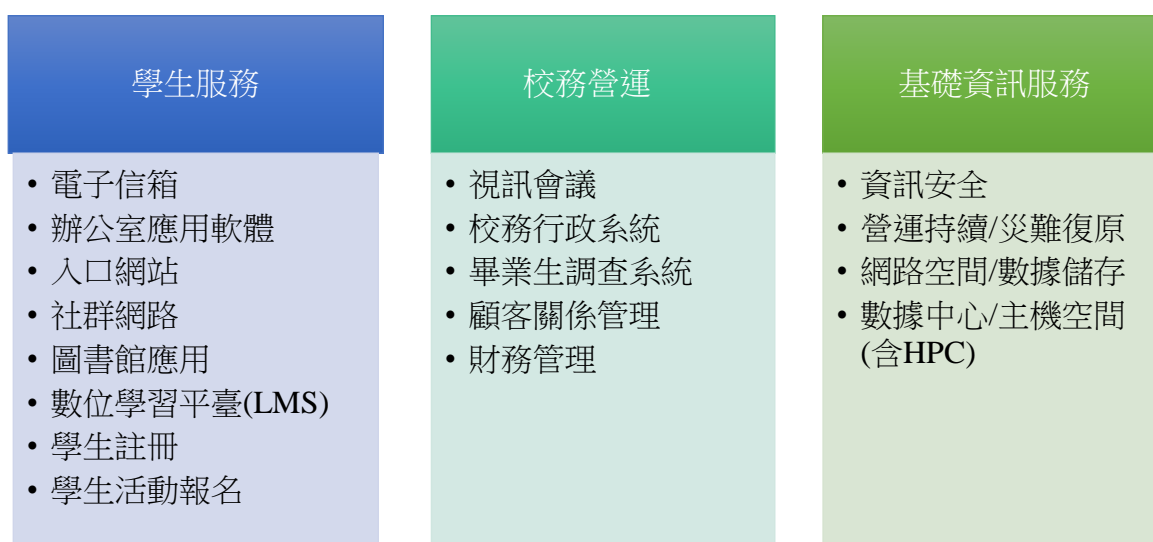 學生服務
• 電子信箱
• 辦公室應用軟體
• 入口網站
• 社群網路
• 圖書館應用
• 數位學習平臺(LMS)
• 學生註冊
• 學生活動報名
校務營運
• 視訊會議
• 校務行政系統
• 畢業生調查系統
• 顧客關係管理
• 財務管理
基礎資訊服務
• 資訊安全
• 營運持續/災難復原
• 網路空間/數據儲存
• 數據中心/主機空間
(含HPC)